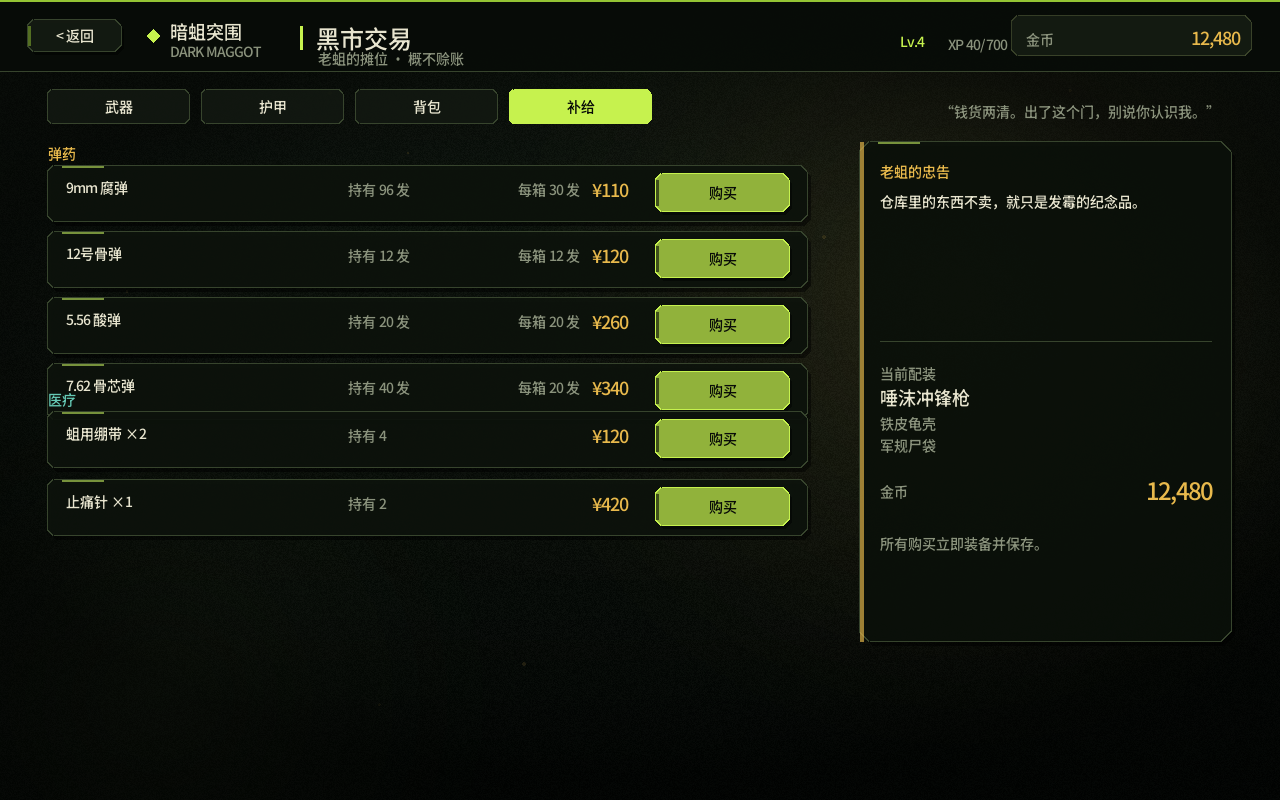 <返回
暗蛆突围
DARK MAGGOT
黑市交易
老蛆的摊位 · 概不赊账
Lv.4
XP 40/700
金币
12,480
武器
护甲
背包
补给
“钱货两清。出了这个门，别说你认识我。”
弹药
9mm 腐弹 持有 96 发 每箱 30 发 ¥110 购买
12号骨弹 持有 12 发 每箱 12 发 ¥120 购买
5.56 酸弹 持有 20 发 每箱 20 发 ¥260 购买
7.62 骨芯弹 持有 40 发 每箱 20 发 ¥340 购买
医疗
蛆用绷带 ×2 持有 4 ¥120 购买
止痛针 ×1 持有 2 ¥420 购买
老蛆的忠告
仓库里的东西不卖，就只是发霉的纪念品。
当前配装
唾沫冲锋枪
铁皮龟壳
军规尸袋
金币 12,480
所有购买立即装备并保存。